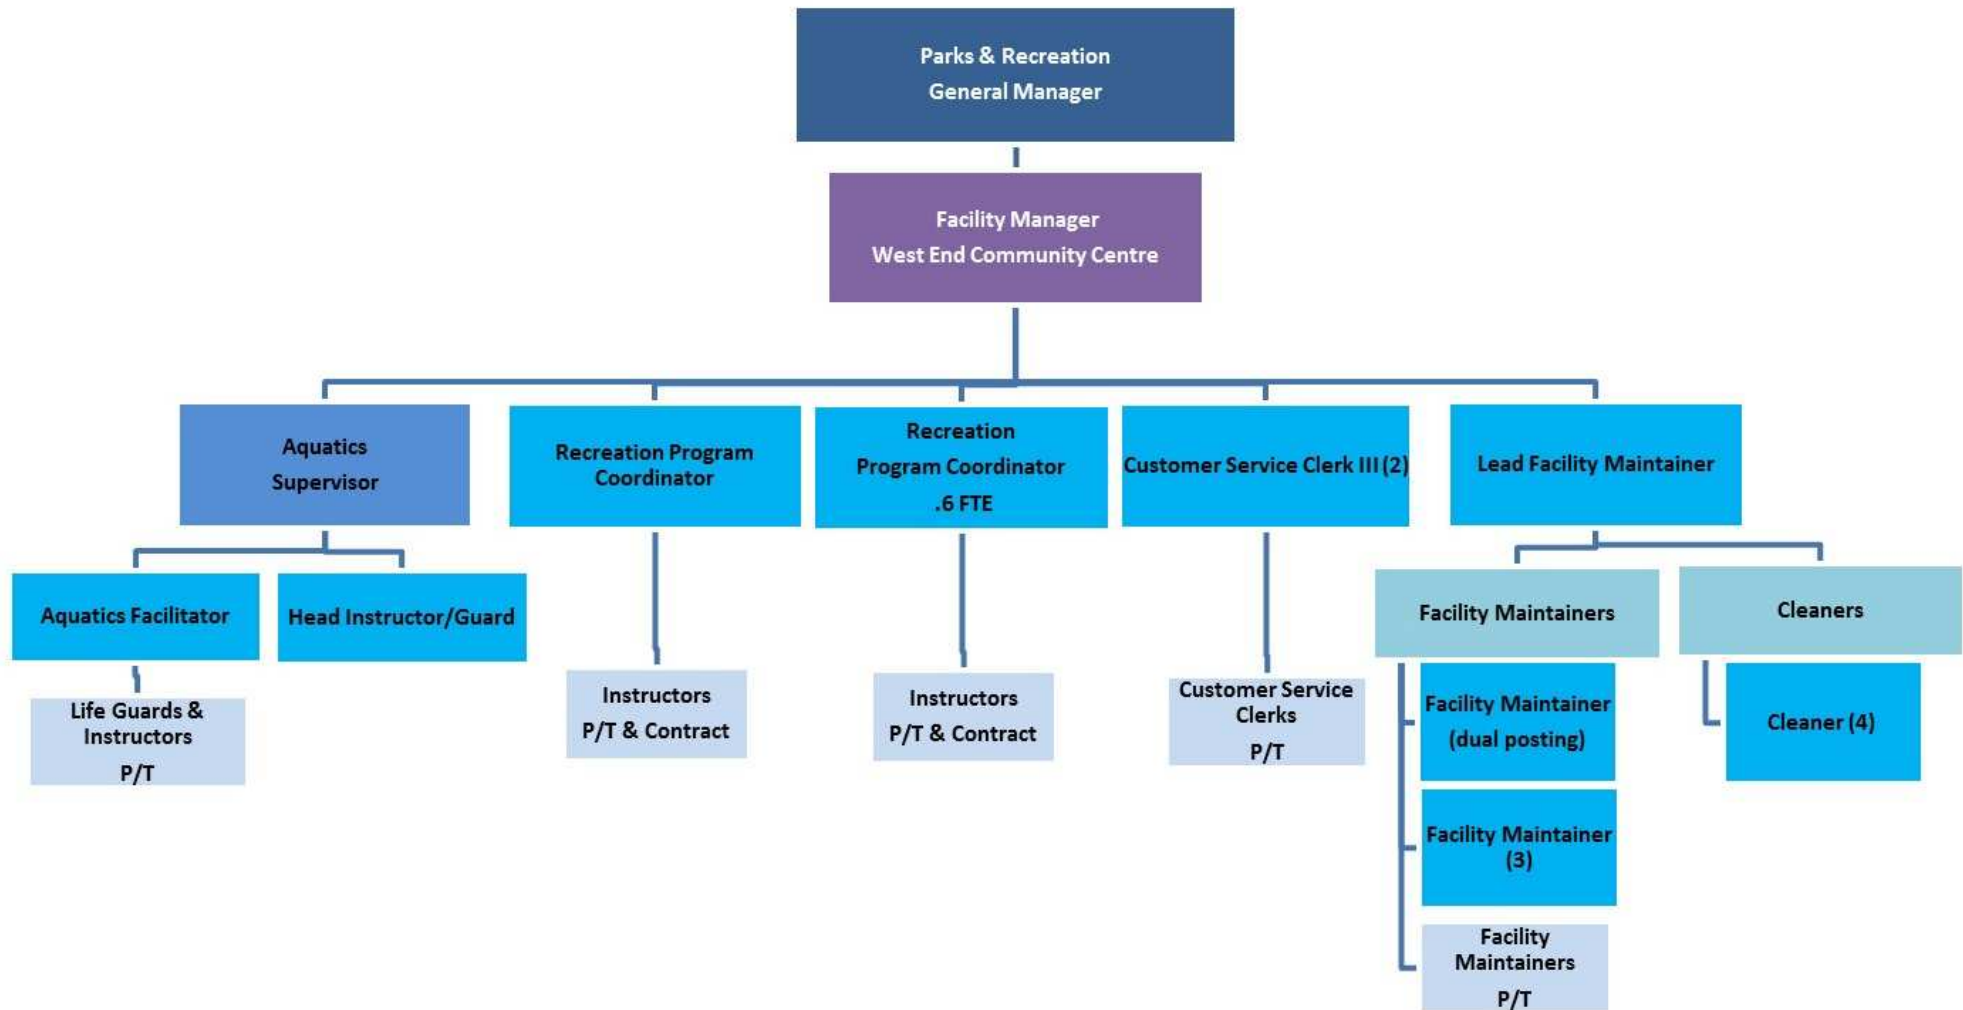 Parks & Recreation
General Manager
Facility Manager
West End Community Centre
Aquatics
Supervisor
Recreation Program
Coordinator
Recreation
Program Coordinator
.6 FTE
Customer Service Clerk III (2)
Lead Facility Maintainer
Aquatics Facilitator
Head Instructor/Guard
Facility Maintainers
Cleaners
Life Guards &
Instructors
P/T
Instructors
P/T & Contract
Instructors
P/T & Contract
Customer Service
Clerks
P/T
Facility Maintainer
(dual posting)
Cleaner (4)
Facility Maintainer
(3)
Facility
Maintainers
P/T